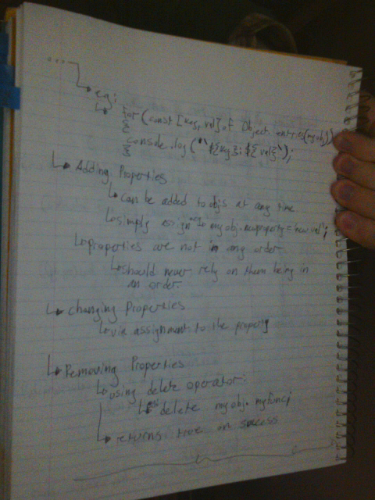 eg:
for(const [key, val] of Object.entries(myobj))
{
console.log(`${key}: ${val}`);
}
Adding Properties
can be added to objs at any time
simply => myobj.newproperty = newval;
properties are not in any order.
should never rely on them being in
an order.
changing Properties
via assignment to the property
Removing Properties
using delete operator.
delete myobj.myfunc;
returns true on success